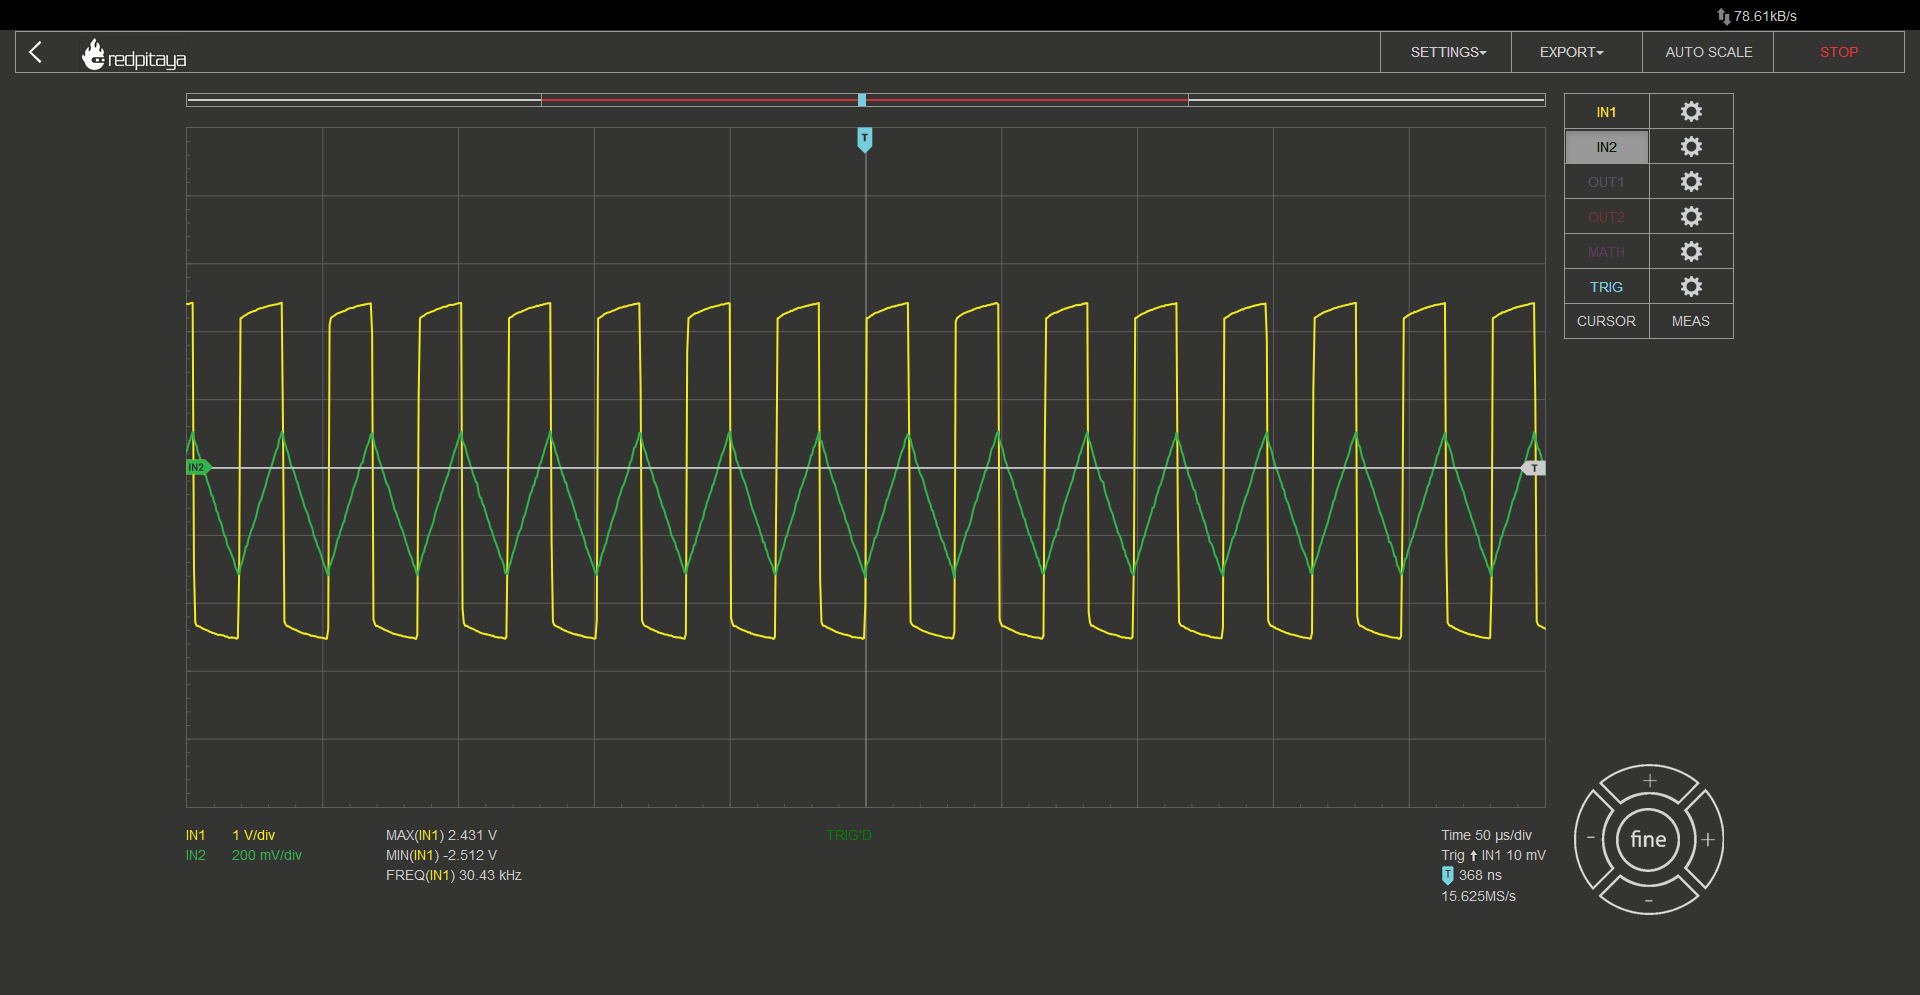 78.61kB/s
redpitaya
SETTINGS EXPORT AUTO SCALE STOP
T
IN1
IN2
OUT1
OUT2
MATH
TRIG
CURSOR MEAS
IN2
T
IN1 1 V/div
IN2 200 mV/div
MAX(IN1) 2.431 V
MIN(IN1) -2.512 V
FREQ(IN1) 30.43 kHz
TRIG'D
Time 50 µs/div
Trig IN1 10 mV
T 368 ns
15.625MS/s
+
- fine +
-